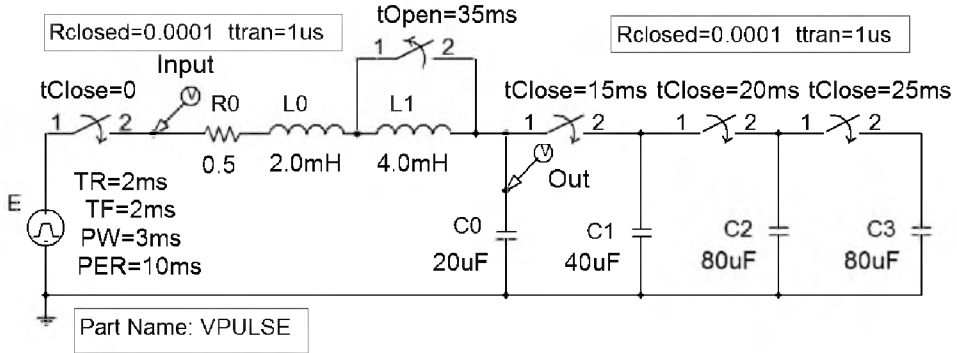 tOpen=35ms
Rclosed=0.0001 ttran=1us
Rclosed=0.0001 ttran=1us
1 2
Input
V
tClose=0
R0 L0 L1
tClose=15ms tClose=20ms tClose=25ms
1 2
1 2
1 2
1 2
0.5 2.0mH 4.0mH
V
Out
TR=2ms
TF=2ms
PW=3ms
PER=10ms
E
C0
20uF
C1
40uF
C2
80uF
C3
80uF
Part Name: VPULSE